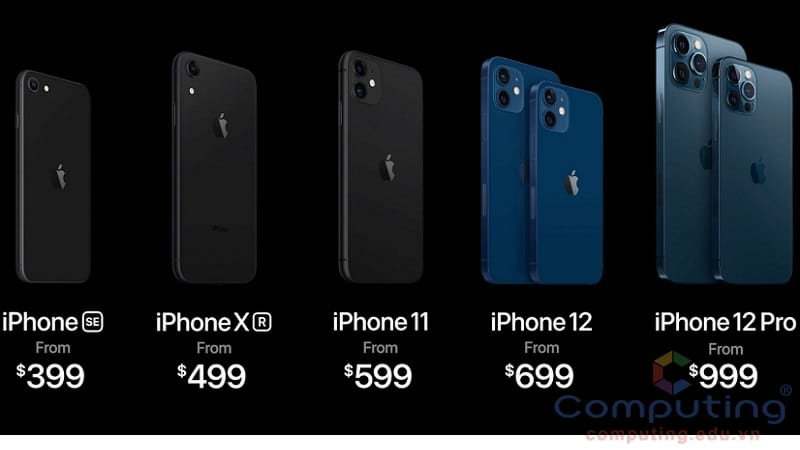 iPhone SE
From
$399
iPhone XR
From
$499
iPhone 11
From
$599
iPhone 12
From
$699
iPhone 12 Pro
From
$999
Computing®
computing.edu.vn